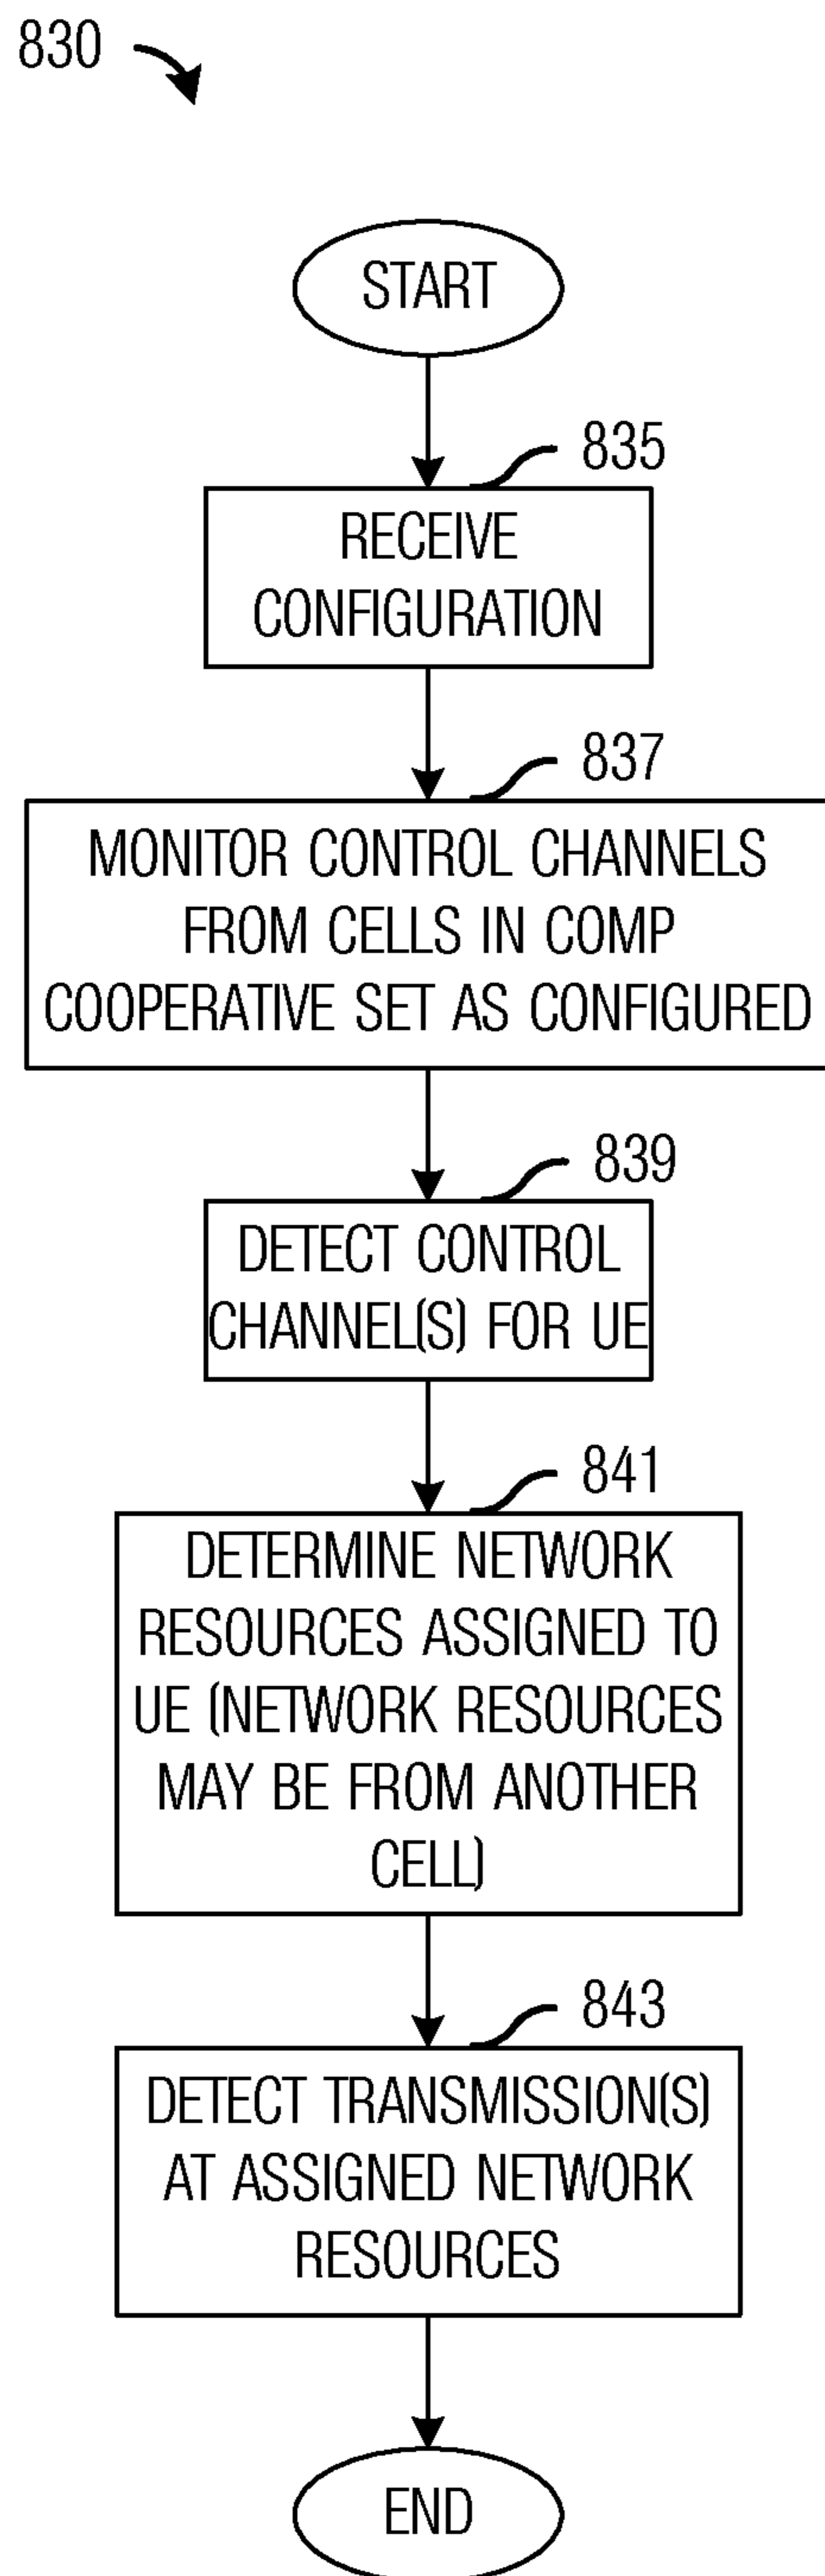 830
START
835
RECEIVE
CONFIGURATION
837
MONITOR CONTROL CHANNELS
FROM CELLS IN COMP
COOPERATIVE SET AS CONFIGURED
839
DETECT CONTROL
CHANNEL(S) FOR UE
841
DETERMINE NETWORK
RESOURCES ASSIGNED TO
UE (NETWORK RESOURCES
MAY BE FROM ANOTHER
CELL)
843
DETECT TRANSMISSION(S)
AT ASSIGNED NETWORK
RESOURCES
END